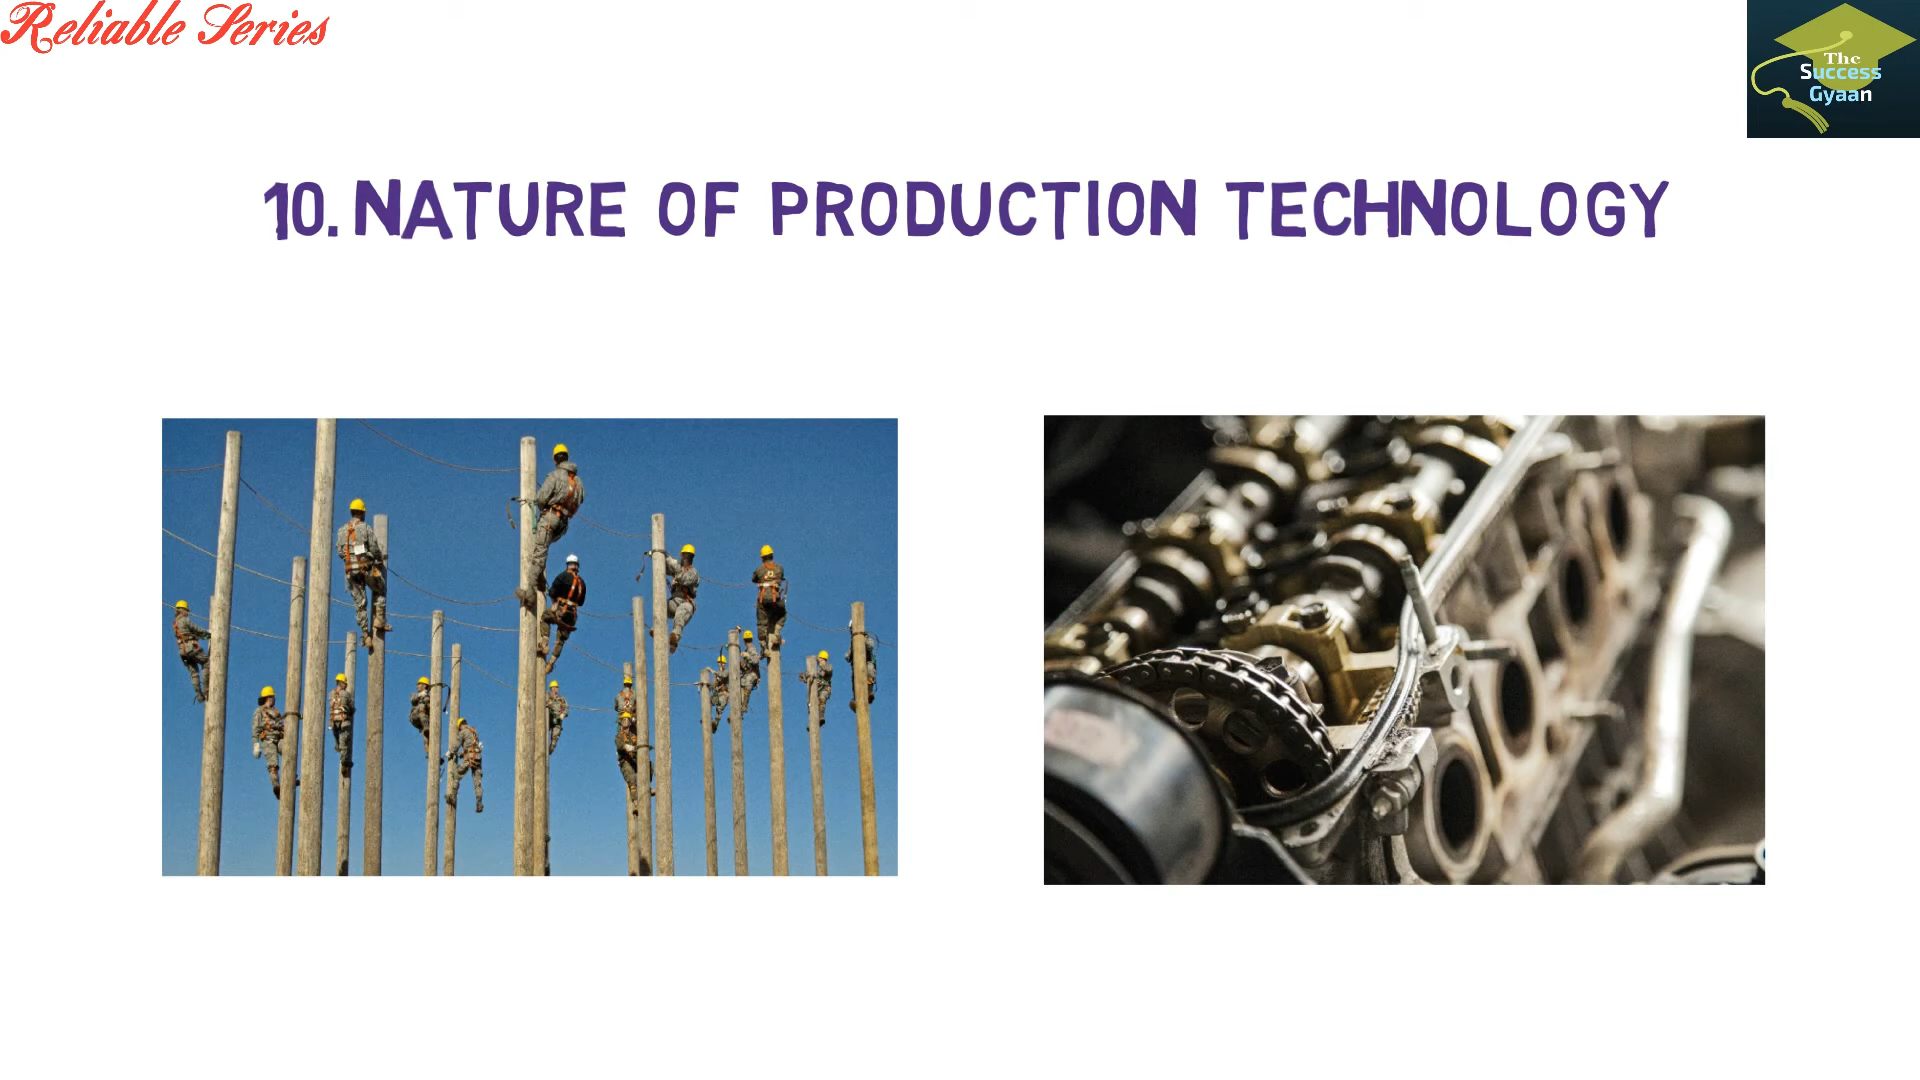 Reliable Series
The
Success
Gyaan
10. NATURE OF PRODUCTION TECHNOLOGY